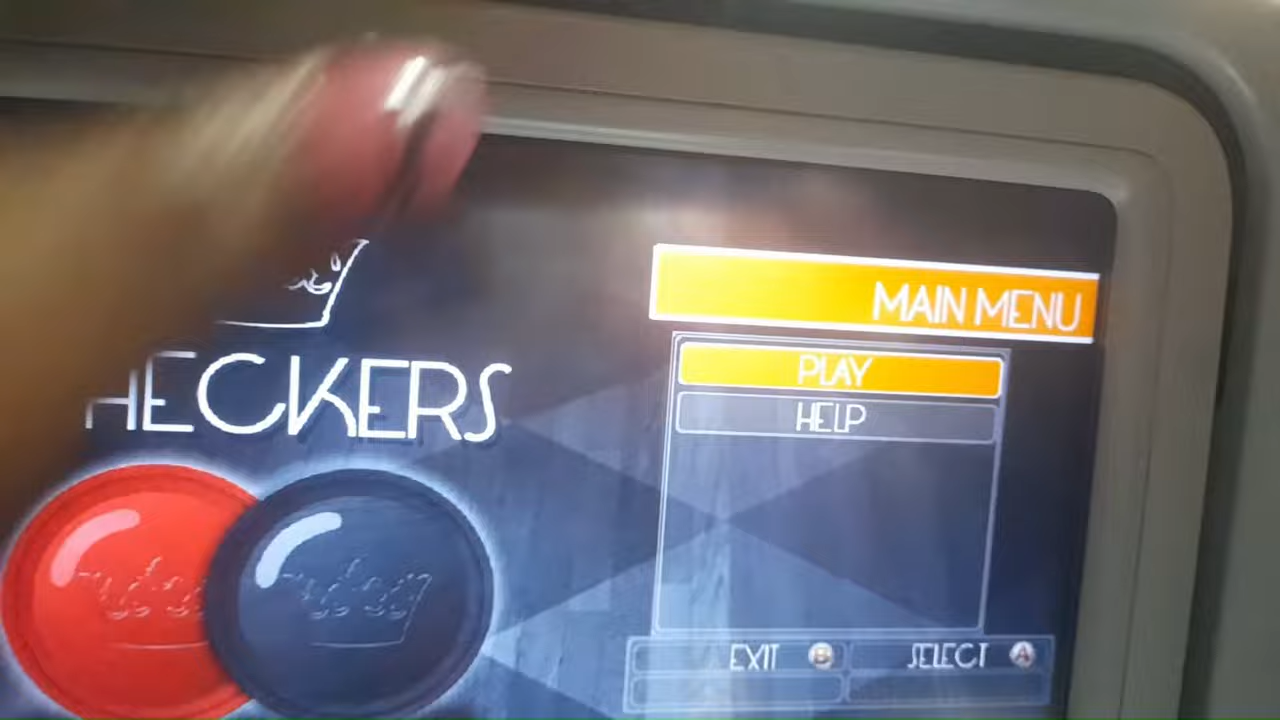 MAIN MENU
HECKERS
PLAY
HELP
EXIT B SELECT A